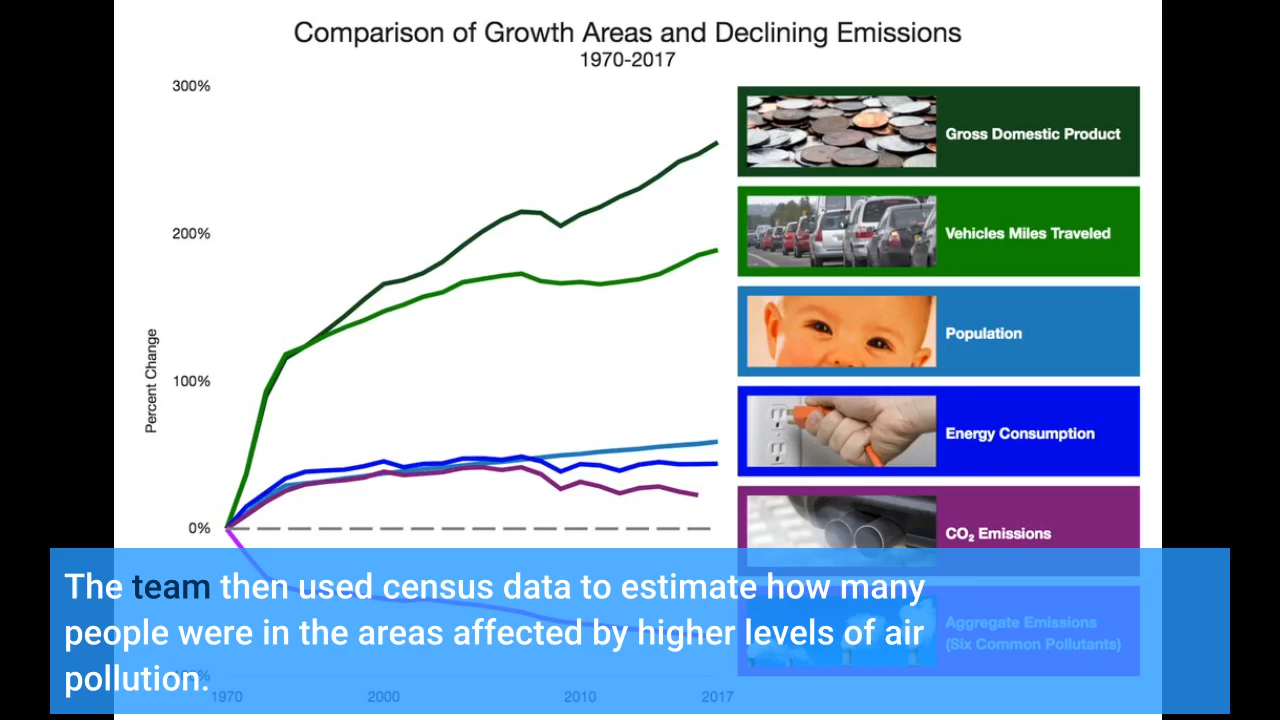 Comparison of Growth Areas and Declining Emissions
1970-2017
300%
200%
100%
0%
Percent Change
Gross Domestic Product
Vehicles Miles Traveled
Population
Energy Consumption
CO₂ Emissions
Aggregate Emissions
(Six Common Pollutants)
The team then used census data to estimate how many
people were in the areas affected by higher levels of air
pollution.
1970
2000
2010
2017